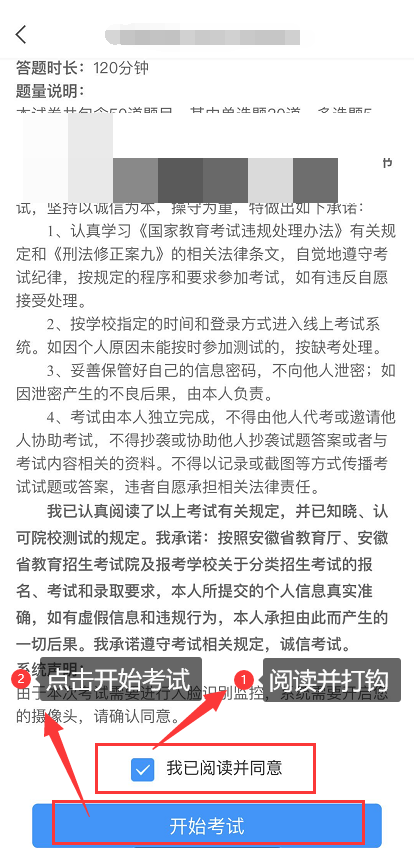 答题时长：120分钟
题量说明：
本试卷共包含50道题目，其中单选题30道，多选题5
试，坚持以诚信为本，操守为重，特做出如下承诺：
1、认真学习《国家教育考试违规处理办法》有关规
定和《刑法修正案九》的相关法律条文，自觉地遵守考
试纪律，按规定的程序和要求参加考试，如有违反自愿
接受处理。
2、按学校指定的时间和登录方式进入线上考试系
统。如因个人原因未能按时参加测试的，按缺考处理。
3、妥善保管好自己的信息密码，不向他人泄密；如
因泄密产生的不良后果，由本人负责。
4、考试由本人独立完成，不得由他人代考或邀请他
人协助考试，不得抄袭或协助他人抄袭试题答案或者与
考试内容相关的资料。不得以记录或截图等方式传播考
试试题或答案，违者自愿承担相关法律责任。
我已认真阅读了以上考试有关规定，并已知晓、认
可院校测试的规定。我承诺：按照安徽省教育厅、安徽
省教育招生考试院及报考学校关于分类招生考试的报
名、考试和录取要求，本人所提交的个人信息真实准
确，如有虚假信息和违规行为，本人承担由此而产生的
一切后果。我承诺遵守考试相关规定，诚信考试。
系统声明：
2 点击开始考试
1 阅读并打钩
由于本次考试需要进行人脸识别监控，系统需要开启您
的摄像头，请确认同意。
我已阅读并同意
开始考试